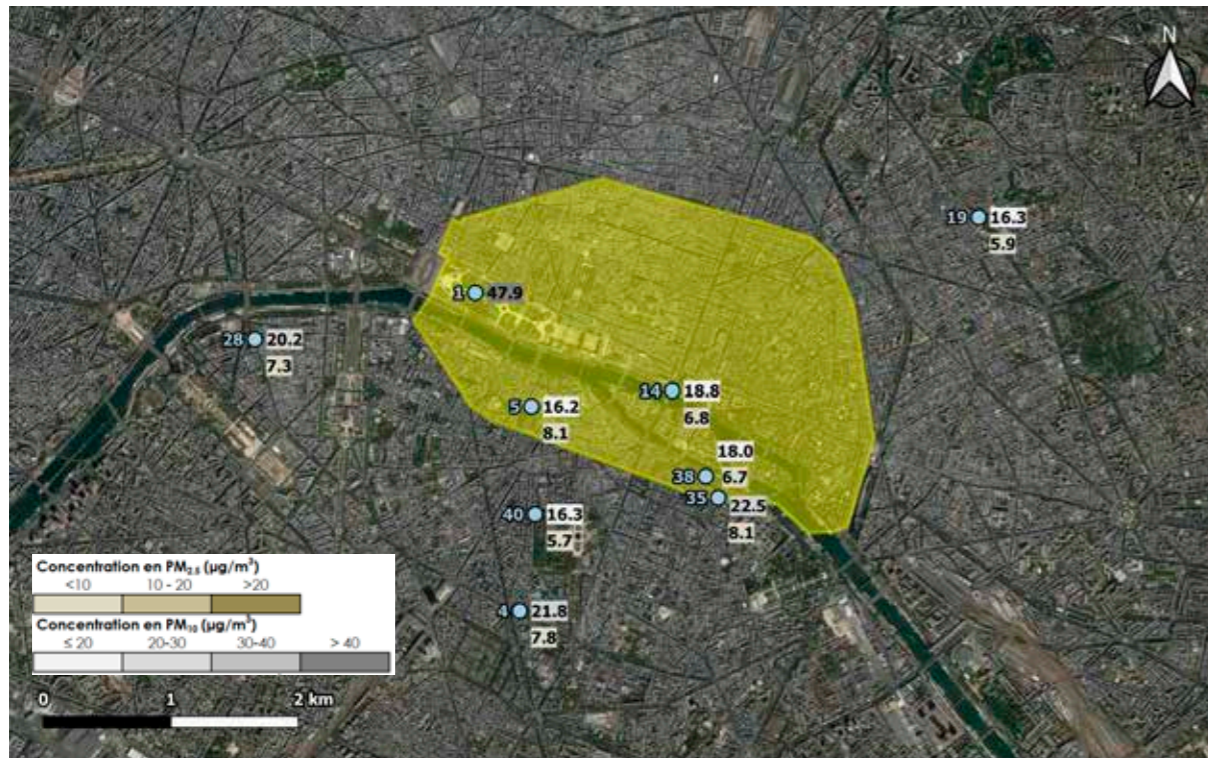 N
19 16.3
5.9
1 47.9
28 20.2
7.3
14 18.8
6.8
5 16.2
8.1
18.0
38 6.7
35 22.5
8.1
40 16.3
5.7
4 21.8
7.8
Concentration en PM2.5 (µg/m³)
<10 10 - 20 >20
Concentration en PM10 (µg/m³)
≤ 20 20-30 30-40 > 40
0 1 2 km